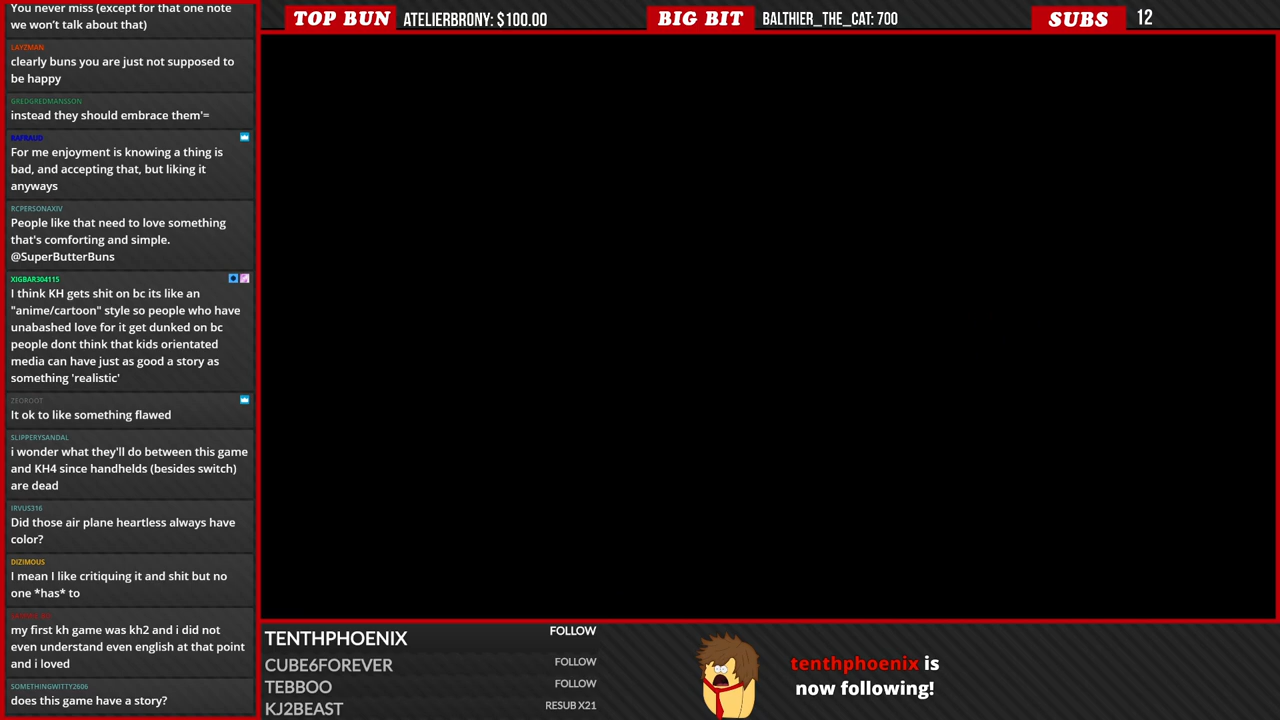 You never miss (except for that one note
we won’t talk about that)
LAYZMAN
clearly buns you are just not supposed to
be happy
GREDGREDMANSSON
instead they should embrace them'=
RAFRAUD
For me enjoyment is knowing a thing is
bad, and accepting that, but liking it
anyways
RCPERSONAXIV
People like that need to love something
that's comforting and simple.
@SuperButterBuns
XIGBAR304115
I think KH gets shit on bc its like an
"anime/cartoon" style so people who have
unabashed love for it get dunked on bc
people dont think that kids orientated
media can have just as good a story as
something 'realistic'
ZEOROOT
It ok to like something flawed
SLIPPERYSANDAL
i wonder what they'll do between this game
and KH4 since handhelds (besides switch)
are dead
IRVUS316
Did those air plane heartless always have
color?
DIZIMOUS
I mean I like critiquing it and shit but no
one *has* to
my first kh game was kh2 and i did not
even understand even english at that point
and i loved
SOMETHINGWITTY2606
does this game have a story?
TOP BUN ATELIERBRONY: $100.00
BIG BIT BALTHIER_THE_CAT: 700
SUBS 12
TENTHPHOENIX FOLLOW
CUBE6FOREVER FOLLOW
TEBBOO FOLLOW
KJ2BEAST RESUB X21
tenthphoenix is
now following!